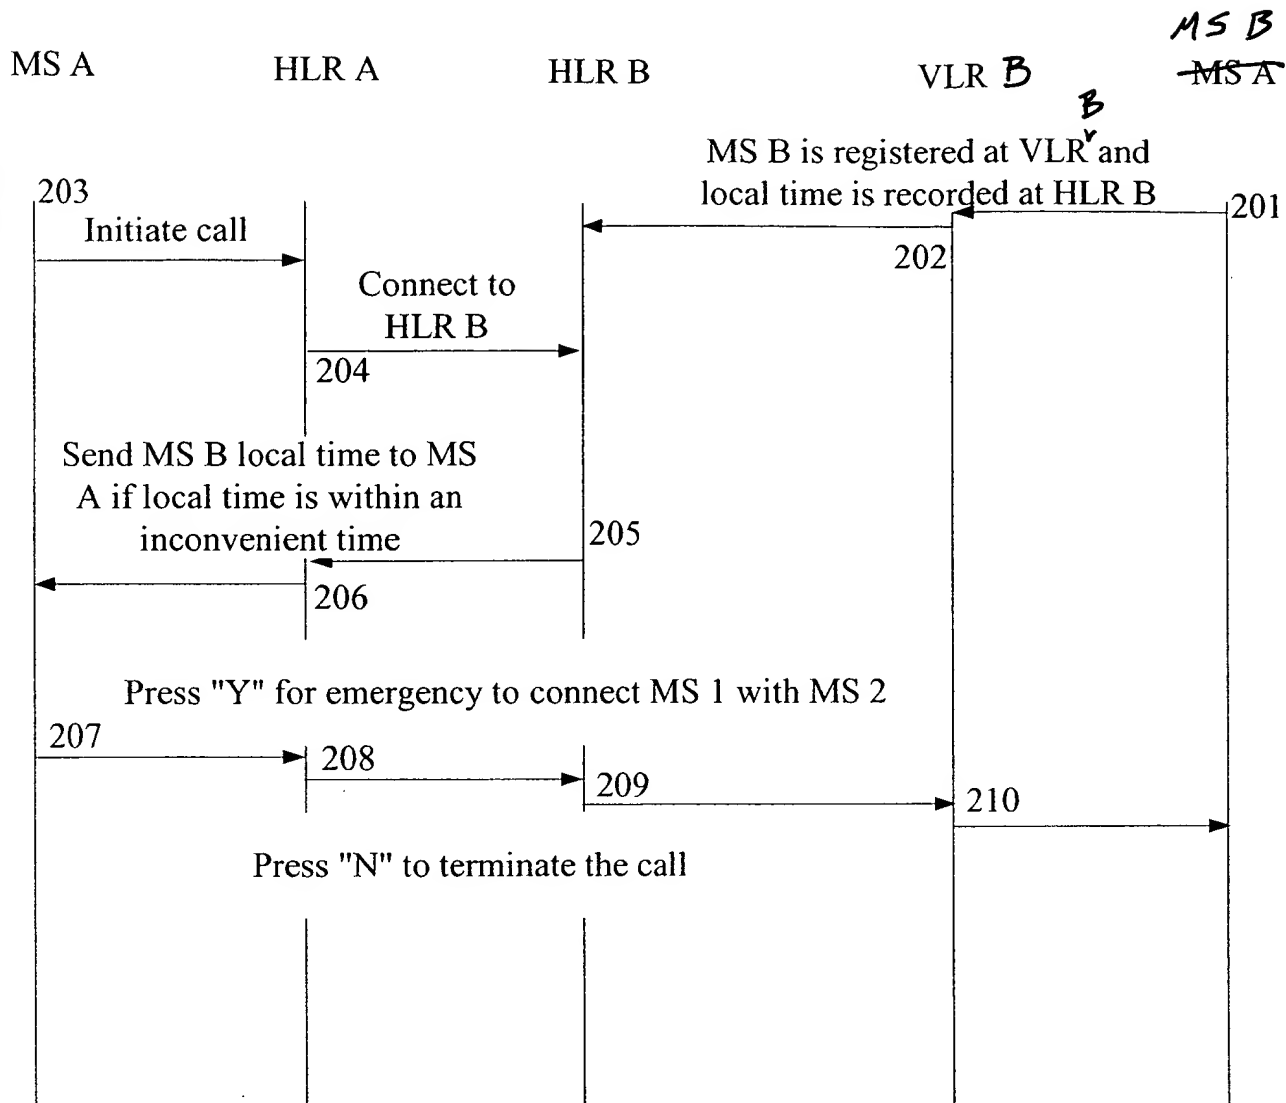 MS B
MS A
HLR A
HLR B
VLR B
MS A
B
MS B is registered at VLR and
local time is recorded at HLR B
203
201
Initiate call
202
Connect to
HLR B
204
Send MS B local time to MS
A if local time is within an
inconvenient time
205
206
Press "Y" for emergency to connect MS 1 with MS 2
207
208
209
210
Press "N" to terminate the call